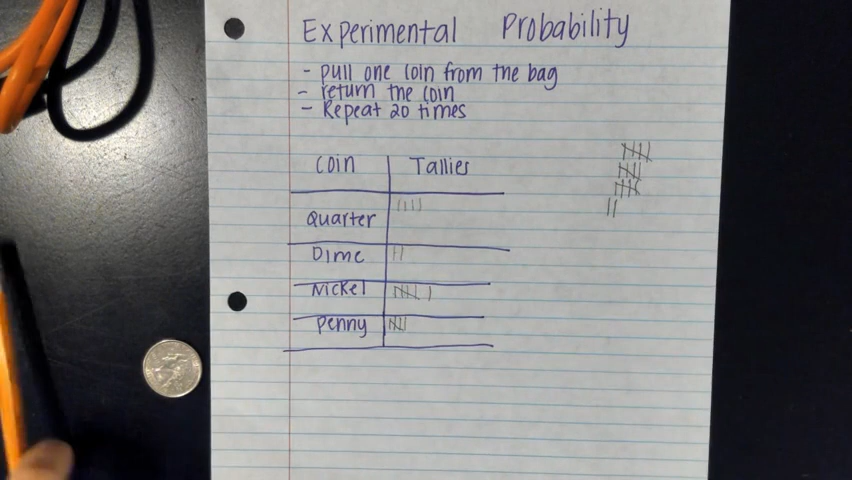 Experimental Probability
- pull one coin from the bag
- return the coin
- Repeat 20 times
Coin Tallies
Quarter ||||
Dime ||
Nickel |||| |
Penny ||||